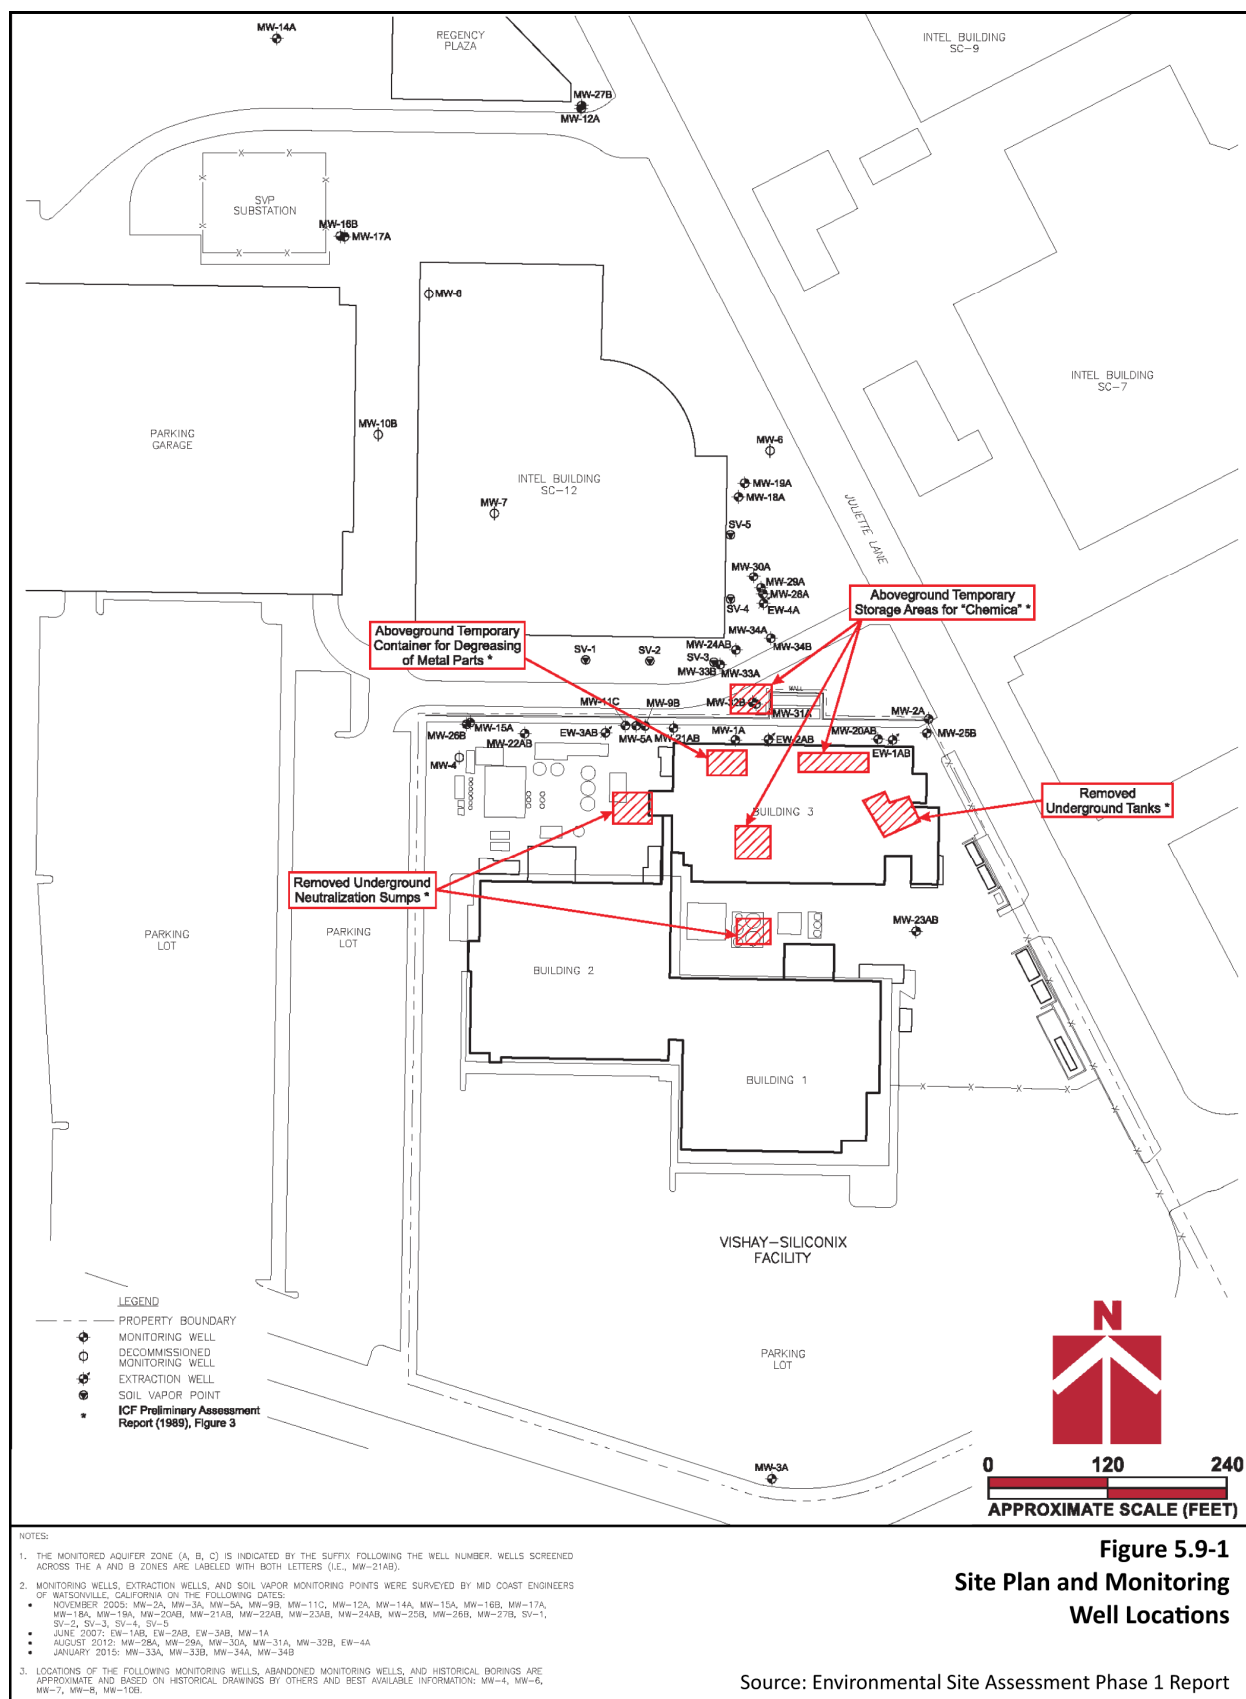 MW-14A
REGENCY
PLAZA
INTEL BUILDING
SC-9
MW-27B
MW-12A
SVP
SUBSTATION
MW-16B
MW-17A
MW-8
INTEL BUILDING
SC-7
PARKING
GARAGE
MW-10B
MW-6
INTEL BUILDING
SC-12
MW-19A
MW-18A
MW-7
JULIETTE LANE
SV-5
MW-30A
MW-29A
MW-28A
EW-4A
SV-4
Aboveground Temporary
Storage Areas for "Chemica" *
Aboveground Temporary
Container for Degreasing
of Metal Parts *
MW-34A
MW-34B
MW-24AB
SV-1
SV-2
SV-3
MW-33B
MW-33A
WALL
MW-11C
MW-9B
MW-32B
MW-31A
MW-2A
MW-15A
MW-26B
MW-22AB
EW-3AB
MW-5A
MW-21AB
MW-1A
EW-2AB
MW-20AB
EW-1AB
MW-25B
MW-4
Removed
Underground Tanks *
BUILDING 3
Removed Underground
Neutralization Sumps *
PARKING
LOT
PARKING
LOT
MW-23AB
BUILDING 2
BUILDING 1
VISHAY-SILICONIX
FACILITY
PARKING
LOT
LEGEND
PROPERTY BOUNDARY
MONITORING WELL
DECOMMISSIONED
MONITORING WELL
EXTRACTION WELL
SOIL VAPOR POINT
* ICF Preliminary Assessment
Report (1989), Figure 3
N
MW-3A
0 120 240
APPROXIMATE SCALE (FEET)
NOTES:
1. THE MONITORED AQUIFER ZONE (A, B, C) IS INDICATED BY THE SUFFIX FOLLOWING THE WELL NUMBER. WELLS SCREENED
ACROSS THE A AND B ZONES ARE LABELED WITH BOTH LETTERS (I.E., MW-21AB).
2. MONITORING WELLS, EXTRACTION WELLS, AND SOIL VAPOR MONITORING POINTS WERE SURVEYED BY MID COAST ENGINEERS
OF WATSONVILLE, CALIFORNIA ON THE FOLLOWING DATES:
• NOVEMBER 2005: MW-2A, MW-3A, MW-5A, MW-9B, MW-11C, MW-12A, MW-14A, MW-15A, MW-16B, MW-17A,
MW-18A, MW-19A, MW-20AB, MW-21AB, MW-22AB, MW-23AB, MW-24AB, MW-25B, MW-26B, MW-27B, SV-1,
SV-2, SV-3, SV-4, SV-5
• JUNE 2007: EW-1AB, EW-2AB, EW-3AB, MW-1A
• AUGUST 2012: MW-28A, MW-29A, MW-30A, MW-31A, MW-32B, EW-4A
• JANUARY 2015: MW-33A, MW-33B, MW-34A, MW-34B
3. LOCATIONS OF THE FOLLOWING MONITORING WELLS, ABANDONED MONITORING WELLS, AND HISTORICAL BORINGS ARE
APPROXIMATE AND BASED ON HISTORICAL DRAWINGS BY OTHERS AND BEST AVAILABLE INFORMATION: MW-4, MW-6,
MW-7, MW-8, MW-10B.
Figure 5.9-1
Site Plan and Monitoring
Well Locations
Source: Environmental Site Assessment Phase 1 Report